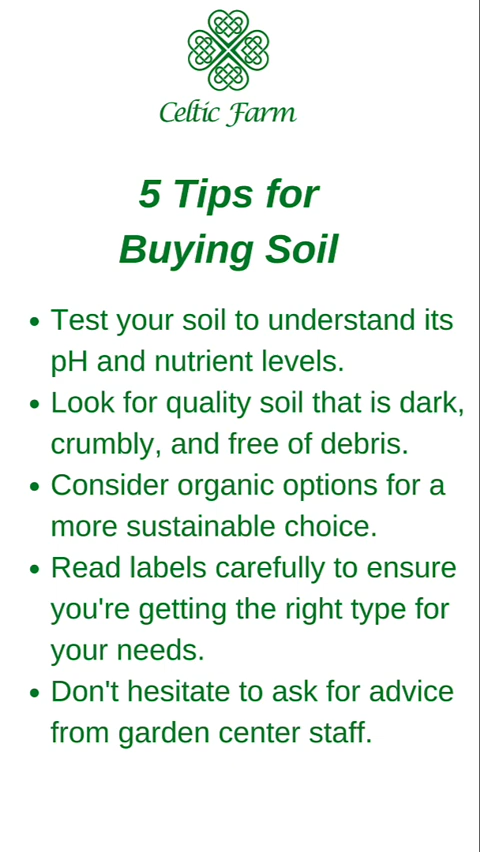 Celtic Farm
5 Tips for
Buying Soil
• Test your soil to understand its
pH and nutrient levels.
• Look for quality soil that is dark,
crumbly, and free of debris.
• Consider organic options for a
more sustainable choice.
• Read labels carefully to ensure
you're getting the right type for
your needs.
• Don't hesitate to ask for advice
from garden center staff.